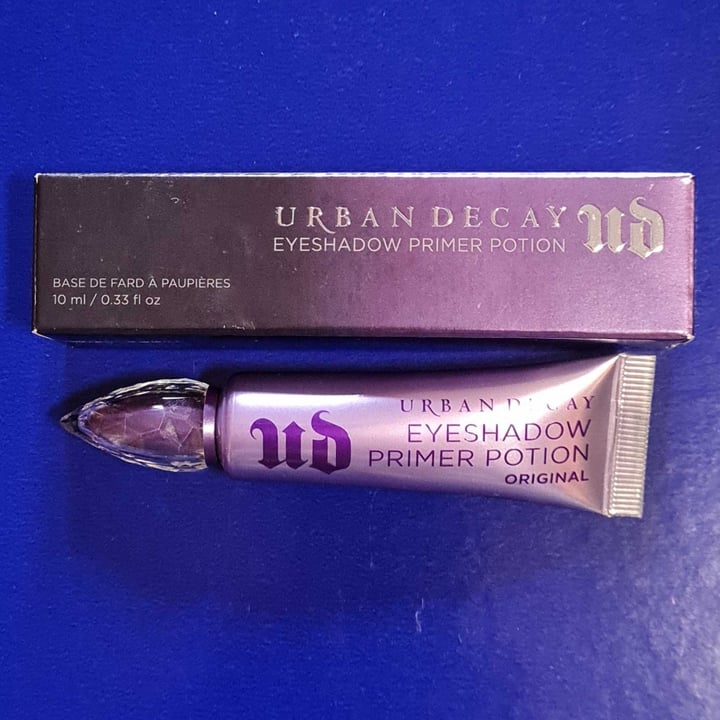 URBAN DECAY UD
EYESHADOW PRIMER POTION
BASE DE FARD À PAUPIÈRES
10 ml / 0.33 fl oz
UD
URBAN DECAY
EYESHADOW
PRIMER POTION
ORIGINAL